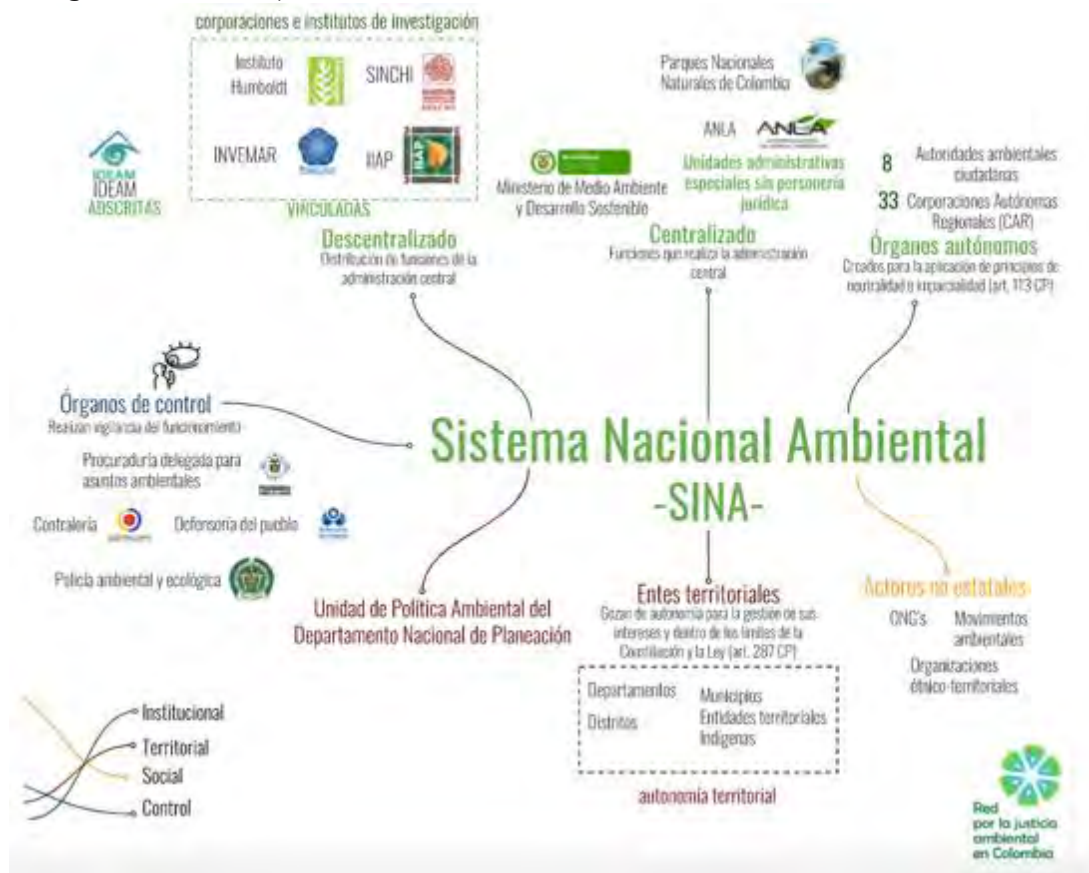 corporaciones e institutos de investigación
Instituto
Humboldt
SINCHI
INVEMAR
IIAP
IIAP
IDEAM
IDEAM
ADSCRITAS
VINCULADAS
Descentralizado
Distribución de funciones de la
administración central
Parques Nacionales
Naturales de Colombia
ANLA
ANLA
Unidades administrativas
especiales sin personería
jurídica
Ministerio de Medio Ambiente
y Desarrollo Sostenible
Centralizado
Funciones que realiza la administración
central
8 Autoridades ambientales
ciudadanas
33 Corporaciones Autónomas
Regionales (CAR)
Órganos autónomos
Creados para la aplicación de principios de
neutralidad e imparcialidad (art. 113 CP)
Órganos de control
Realizan vigilancia del funcionamiento
Procuraduría delegada para
asuntos ambientales
Contraloría
Defensoría del pueblo
Policía ambiental y ecológica
Sistema Nacional Ambiental
-SINA-
Unidad de Política Ambiental del
Departamento Nacional de Planeación
Entes territoriales
Gozan de autonomía para la gestión de sus
intereses y dentro de los límites de la
Constitución y la Ley (art. 287 CP)
Departamentos
Municipios
Distritos
Entidades territoriales
Indígenas
autonomía territorial
Actores no estatales
ONG's
Movimientos
ambientales
Organizaciones
étnico-territoriales
Institucional
Territorial
Social
Control
Red
por la justicia
ambiental
en Colombia